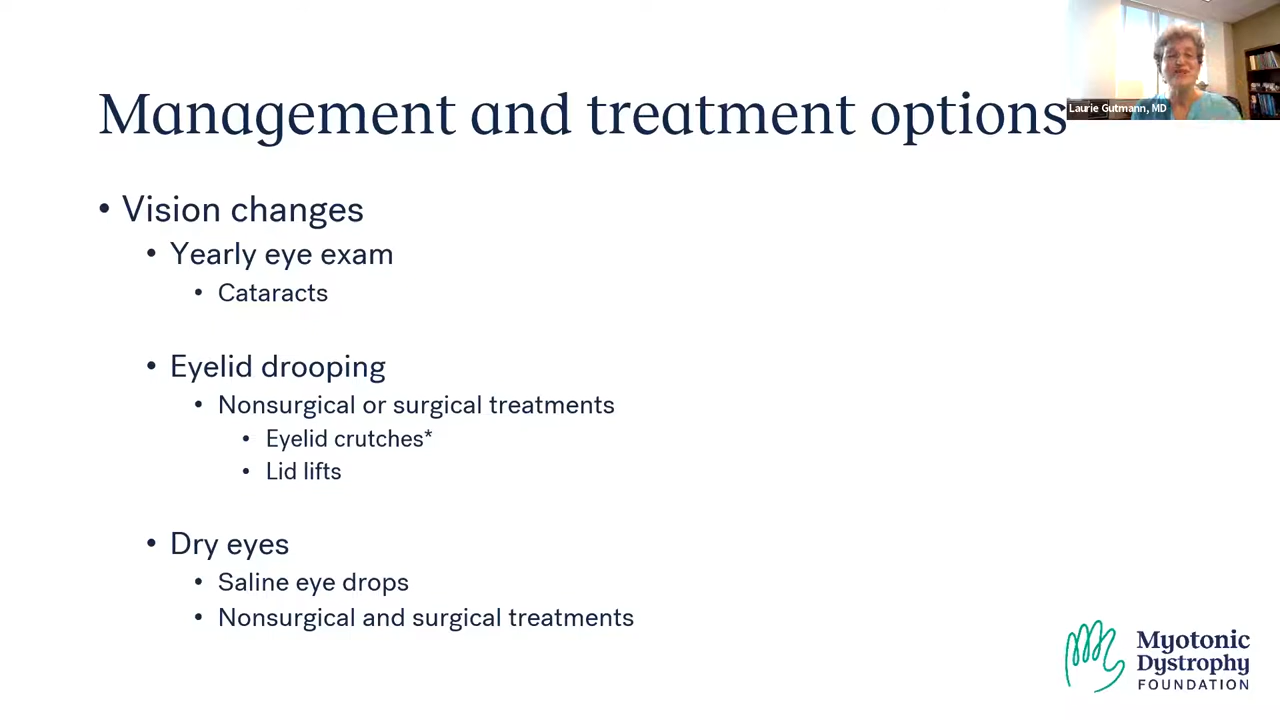 Management and treatment options
Laurie Gutmann, MD
• Vision changes
• Yearly eye exam
• Cataracts
• Eyelid drooping
• Nonsurgical or surgical treatments
• Eyelid crutches*
• Lid lifts
• Dry eyes
• Saline eye drops
• Nonsurgical and surgical treatments
Myotonic
Dystrophy
FOUNDATION